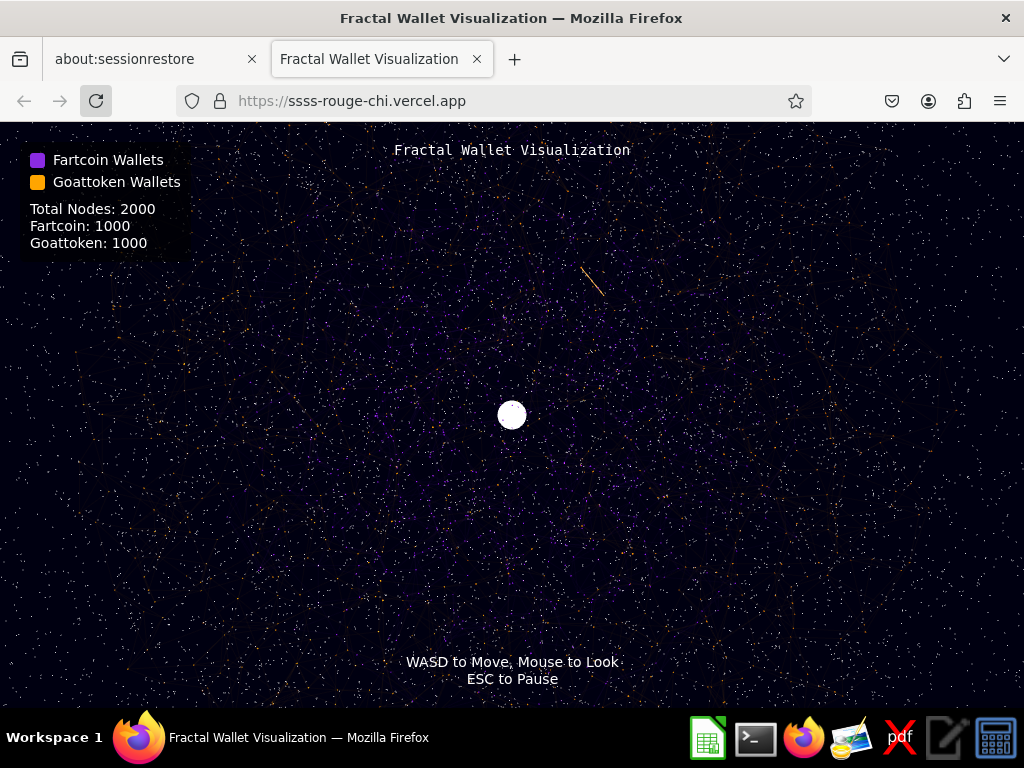 Fractal Wallet Visualization — Mozilla Firefox
about:sessionrestore
Fractal Wallet Visualization
https://ssss-rouge-chi.vercel.app
Fractal Wallet Visualization
Fartcoin Wallets
Goattoken Wallets
Total Nodes: 2000
Fartcoin: 1000
Goattoken: 1000
WASD to Move, Mouse to Look
ESC to Pause
Workspace 1
Fractal Wallet Visualization — Mozilla Firefox
pdf